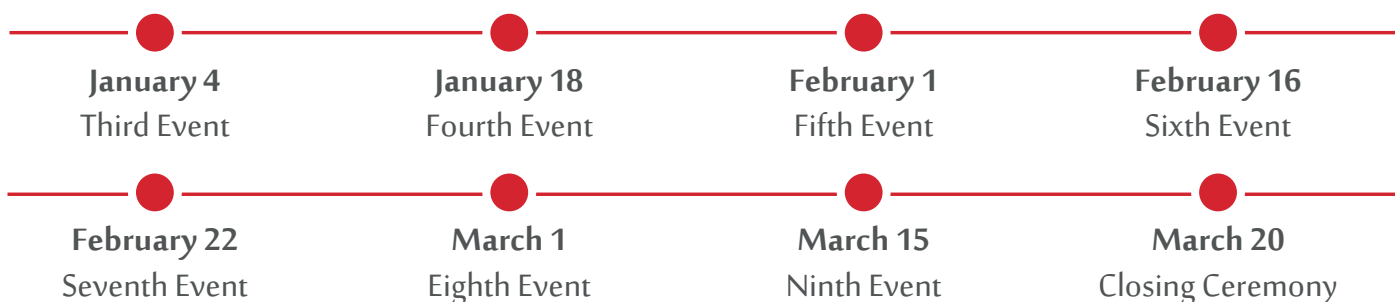 January 4
Third Event
January 18
Fourth Event
February 1
Fifth Event
February 16
Sixth Event
February 22
Seventh Event
March 1
Eighth Event
March 15
Ninth Event
March 20
Closing Ceremony